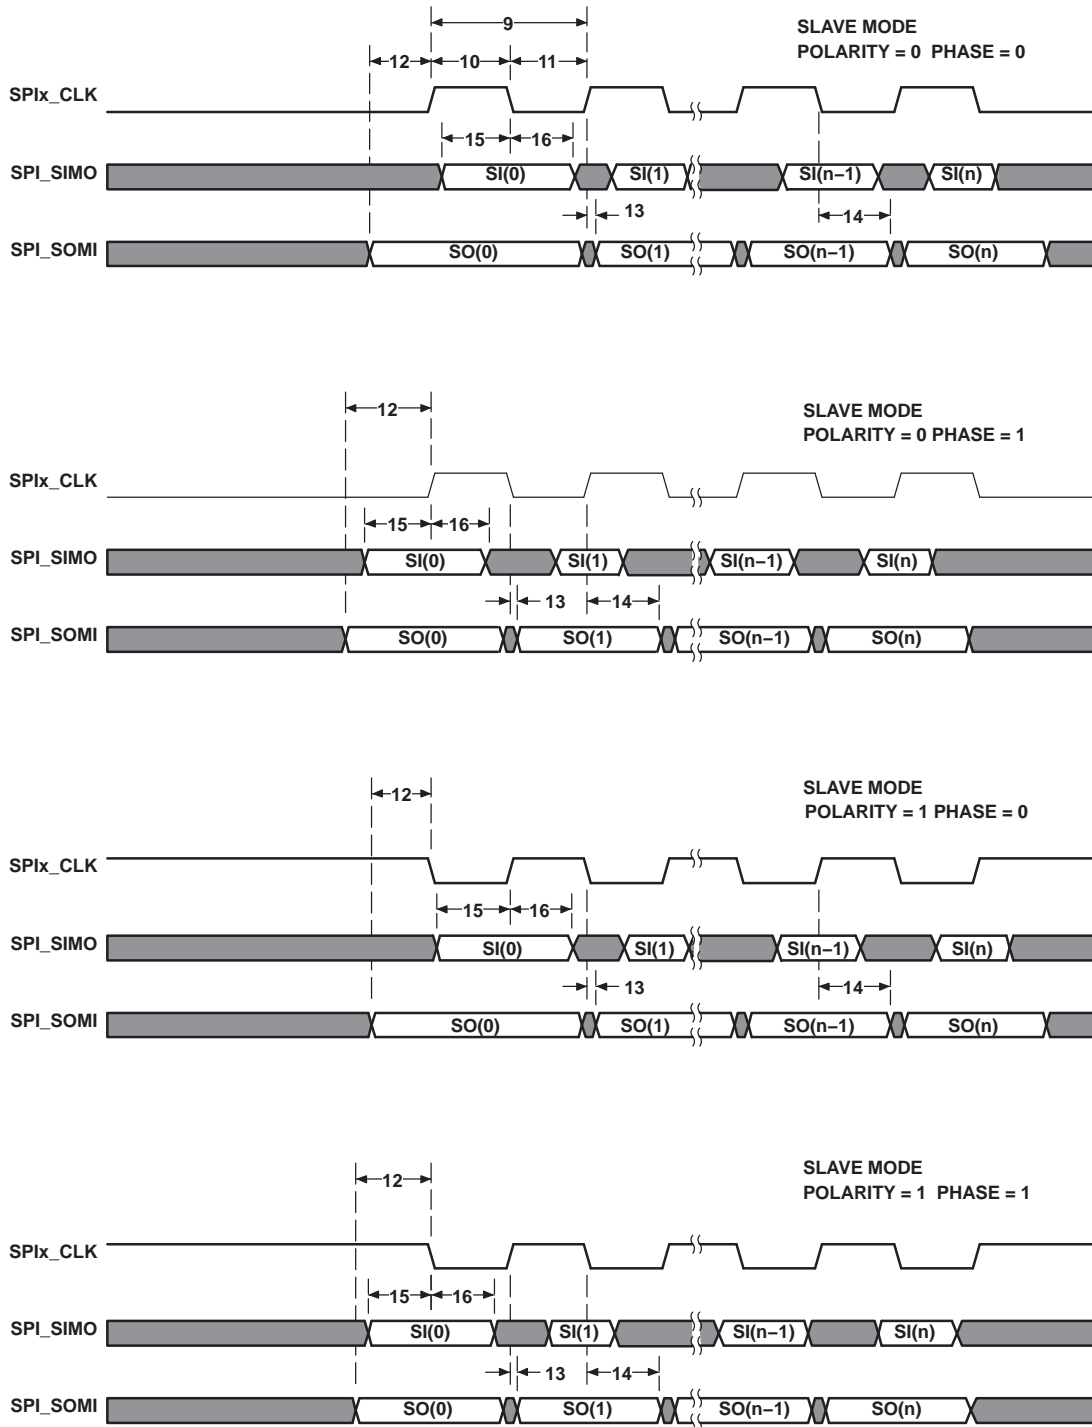 9
SLAVE MODE
POLARITY = 0 PHASE = 0
12 10 11
SPIx_CLK
15 16
SPI_SIMO SI(0) SI(1) SI(n−1) SI(n)
13 14
SPI_SOMI SO(0) SO(1) SO(n−1) SO(n)
12
SLAVE MODE
POLARITY = 0 PHASE = 1
SPIx_CLK
15 16
SPI_SIMO SI(0) SI(1) SI(n−1) SI(n)
13 14
SPI_SOMI SO(0) SO(1) SO(n−1) SO(n)
12
SLAVE MODE
POLARITY = 1 PHASE = 0
SPIx_CLK
15 16
SPI_SIMO SI(0) SI(1) SI(n−1) SI(n)
13 14
SPI_SOMI SO(0) SO(1) SO(n−1) SO(n)
12
SLAVE MODE
POLARITY = 1 PHASE = 1
SPIx_CLK
15 16
SPI_SIMO SI(0) SI(1) SI(n−1) SI(n)
13 14
SPI_SOMI SO(0) SO(1) SO(n−1) SO(n)